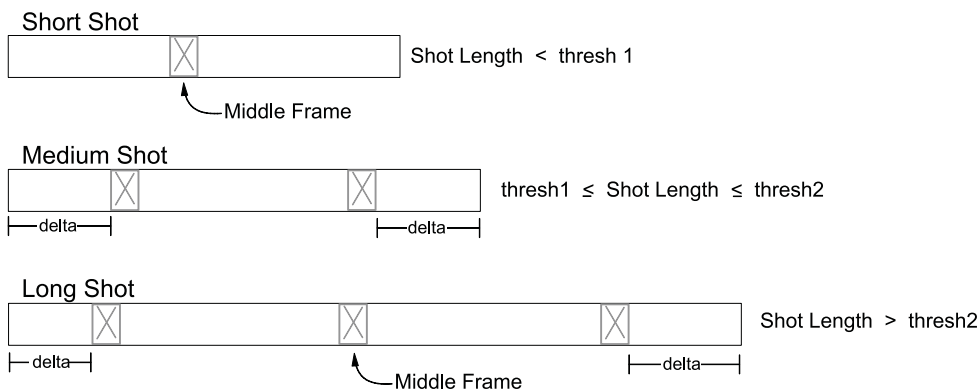 Short Shot
Shot Length < thresh 1
Middle Frame
Medium Shot
thresh1 ≤ Shot Length ≤ thresh2
delta
delta
Long Shot
Shot Length > thresh2
delta
delta
Middle Frame